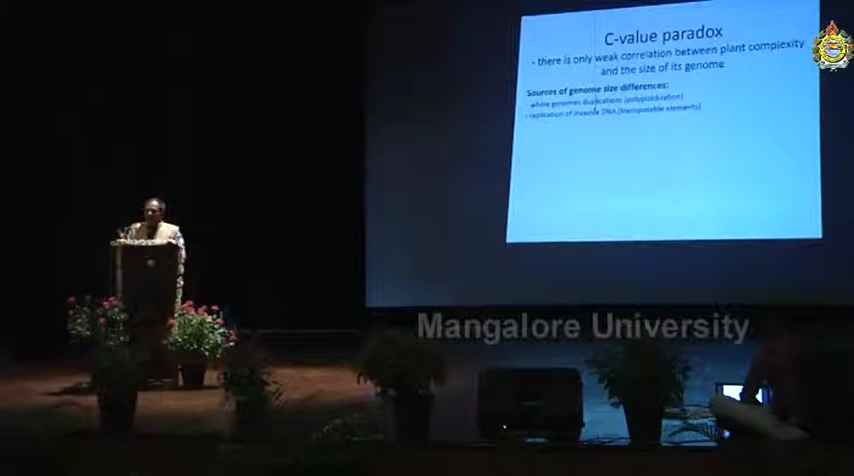 C-value paradox
- there is only weak correlation between plant complexity
and the size of its genome
Sources of genome size differences:
- whole genomes duplications (polyploidization)
- replication of invasive DNA (transposable elements)
Mangalore University